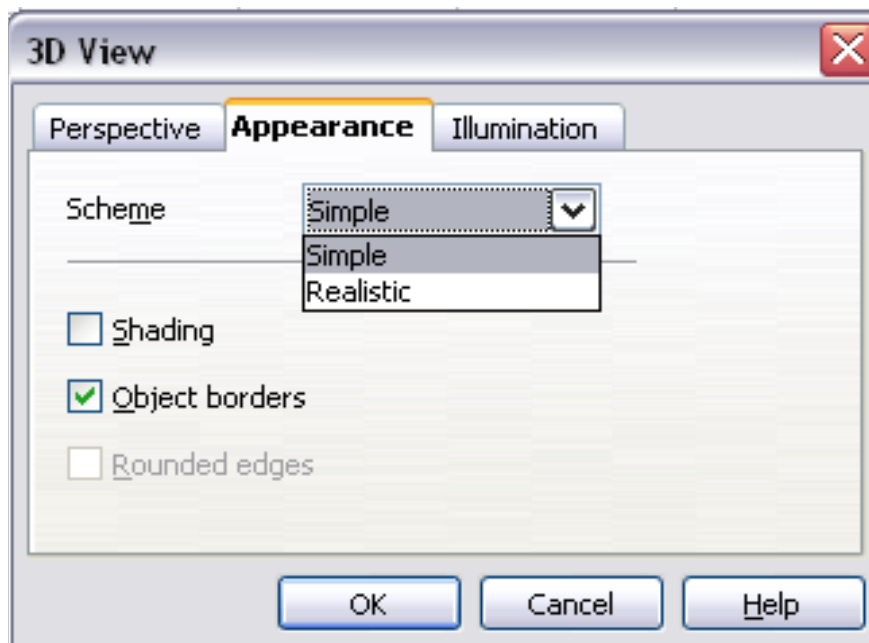 3D View
Perspective Appearance Illumination
Scheme Simple
Simple
Realistic
Shading
Object borders
Rounded edges
OK Cancel Help